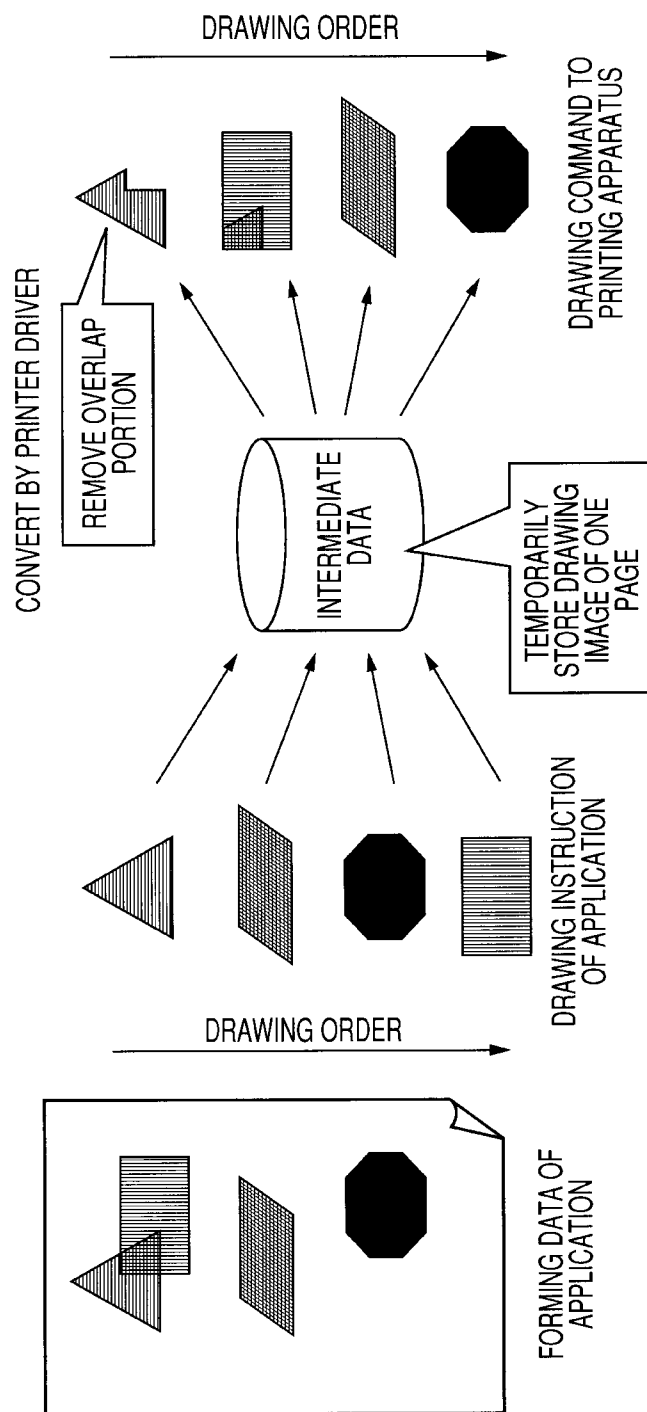 FORMING DATA OF
APPLICATION
DRAWING ORDER
DRAWING INSTRUCTION
OF APPLICATION
INTERMEDIATE
DATA
TEMPORARILY
STORE DRAWING
IMAGE OF ONE
PAGE
CONVERT BY PRINTER DRIVER
REMOVE OVERLAP
PORTION
DRAWING ORDER
DRAWING COMMAND TO
PRINTING APPARATUS